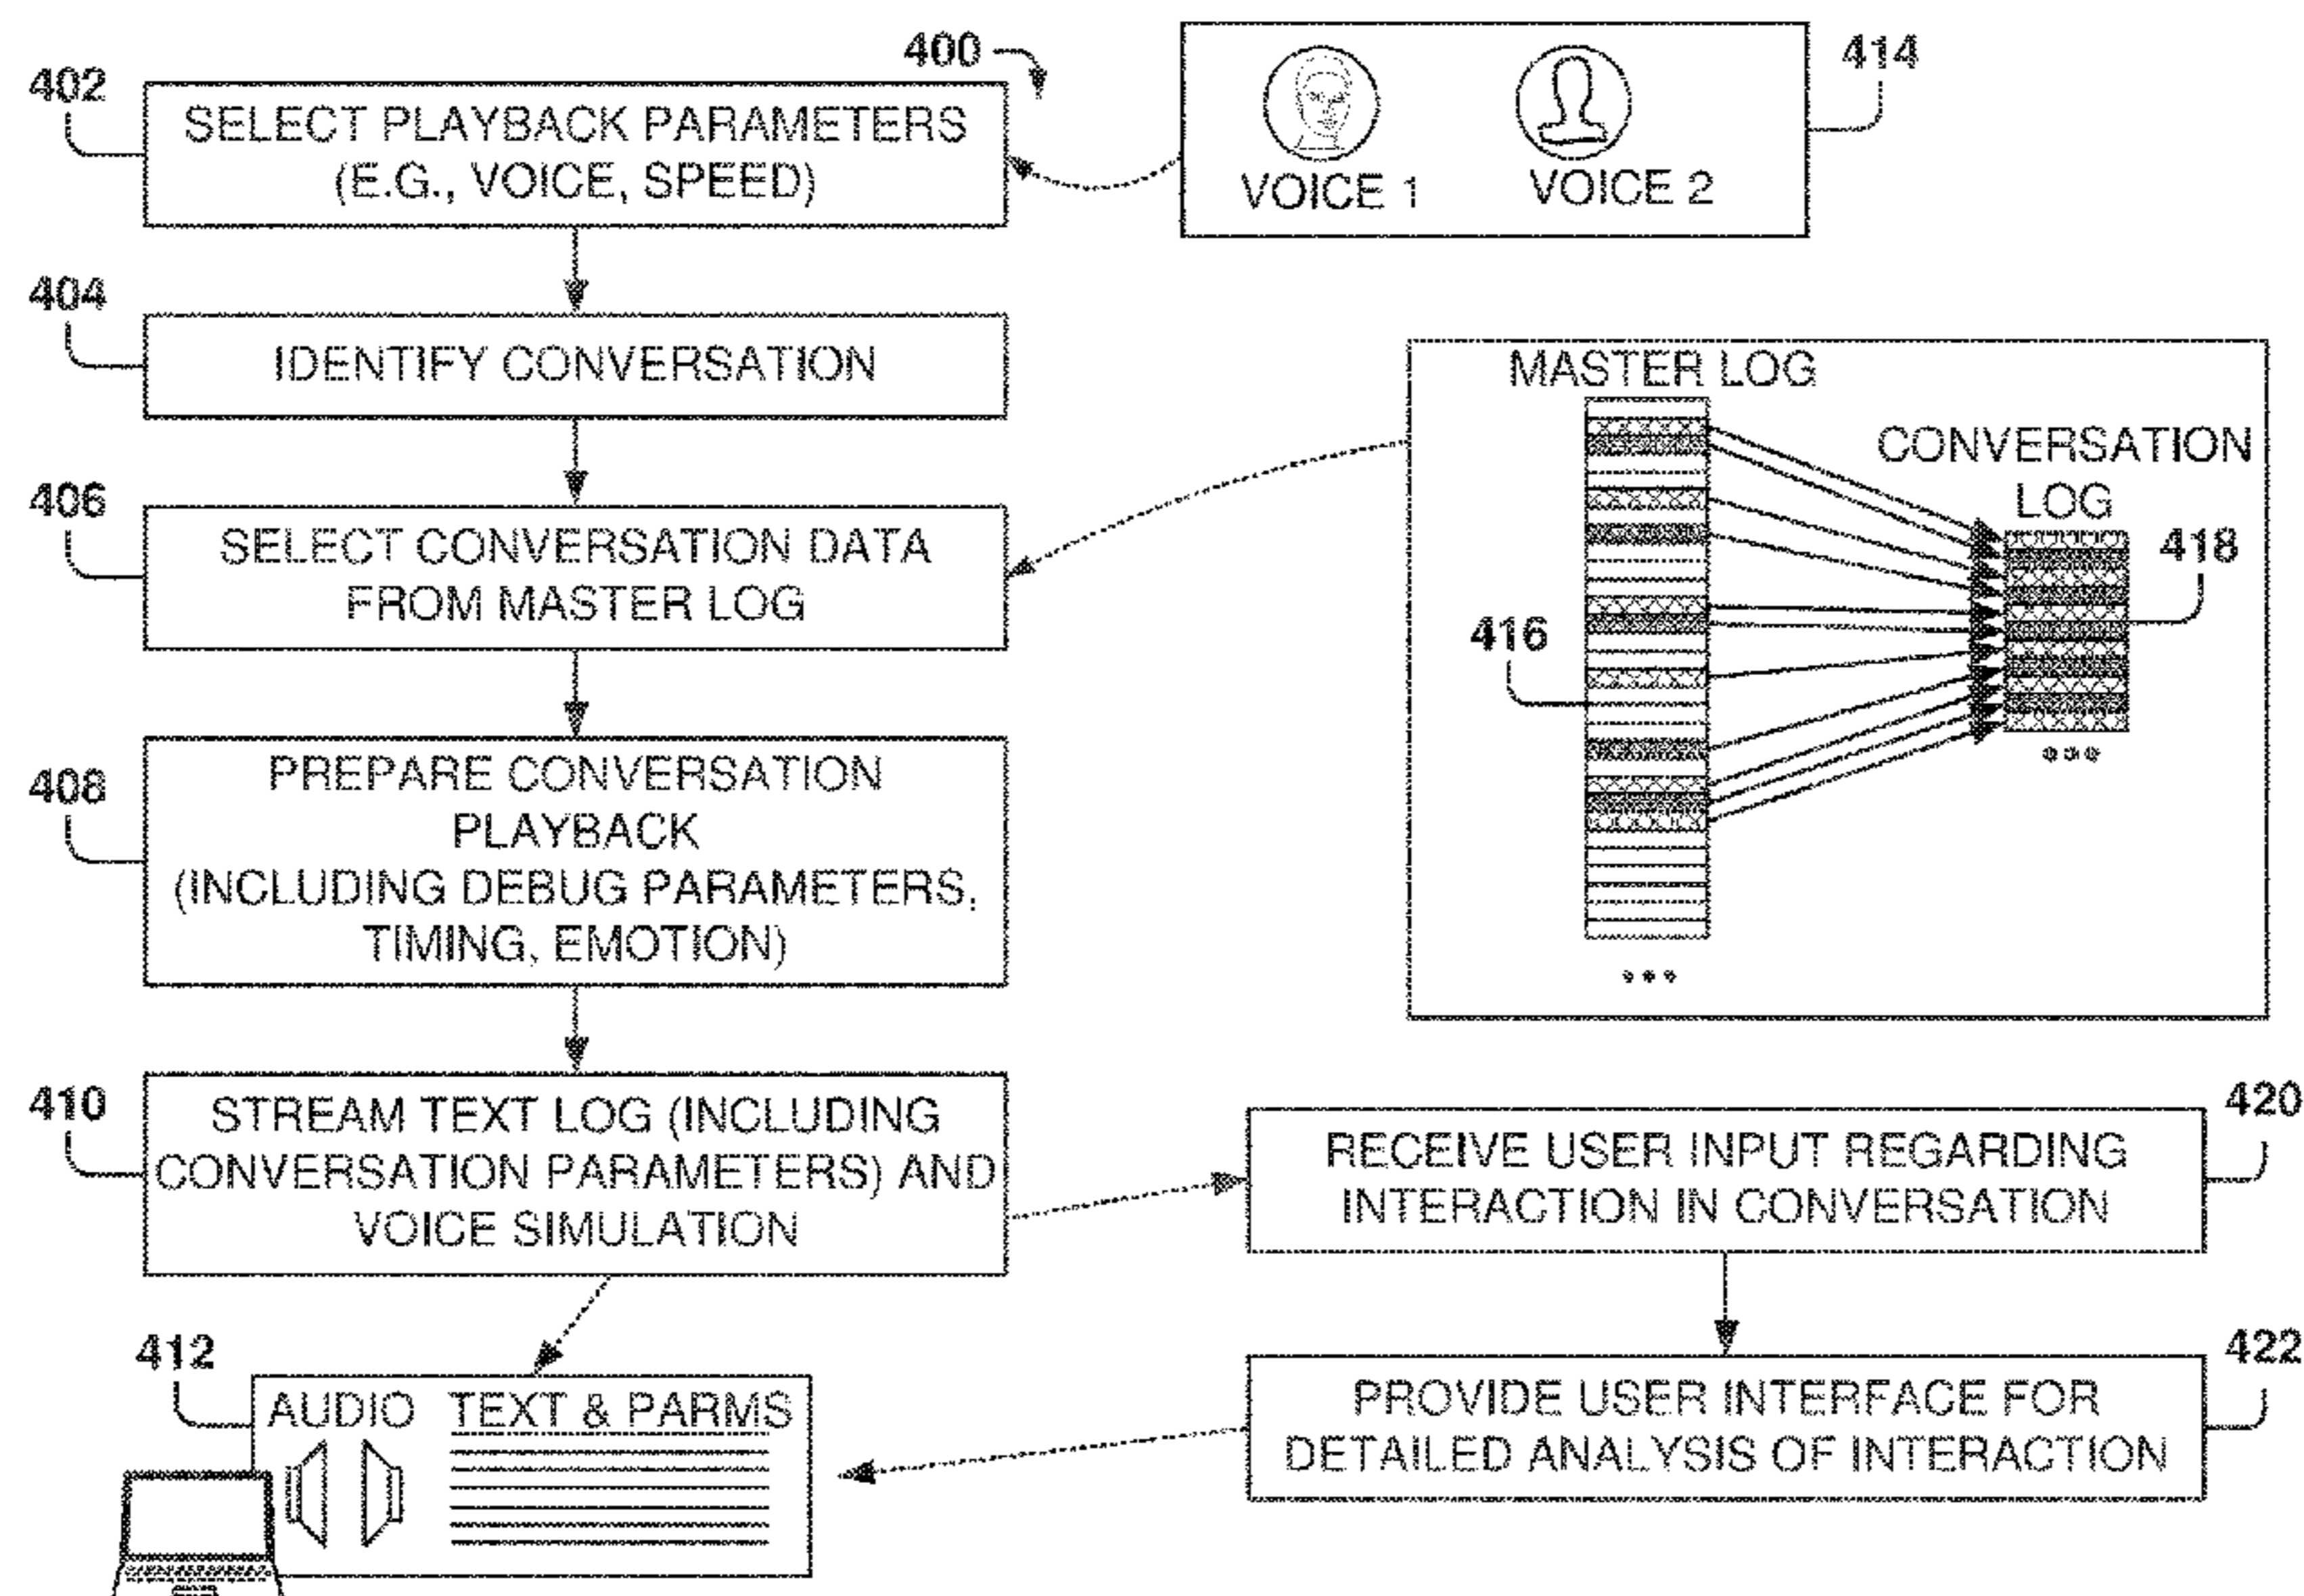 400
402
SELECT PLAYBACK PARAMETERS
(E.G., VOICE, SPEED)
414
VOICE 1 VOICE 2
404
IDENTIFY CONVERSATION
406
SELECT CONVERSATION DATA
FROM MASTER LOG
MASTER LOG
CONVERSATION
LOG
416
418
408
PREPARE CONVERSATION
PLAYBACK
(INCLUDING DEBUG PARAMETERS,
TIMING, EMOTION)
410
STREAM TEXT LOG (INCLUDING
CONVERSATION PARAMETERS) AND
VOICE SIMULATION
420
RECEIVE USER INPUT REGARDING
INTERACTION IN CONVERSATION
412
AUDIO TEXT & PARMS
422
PROVIDE USER INTERFACE FOR
DETAILED ANALYSIS OF INTERACTION